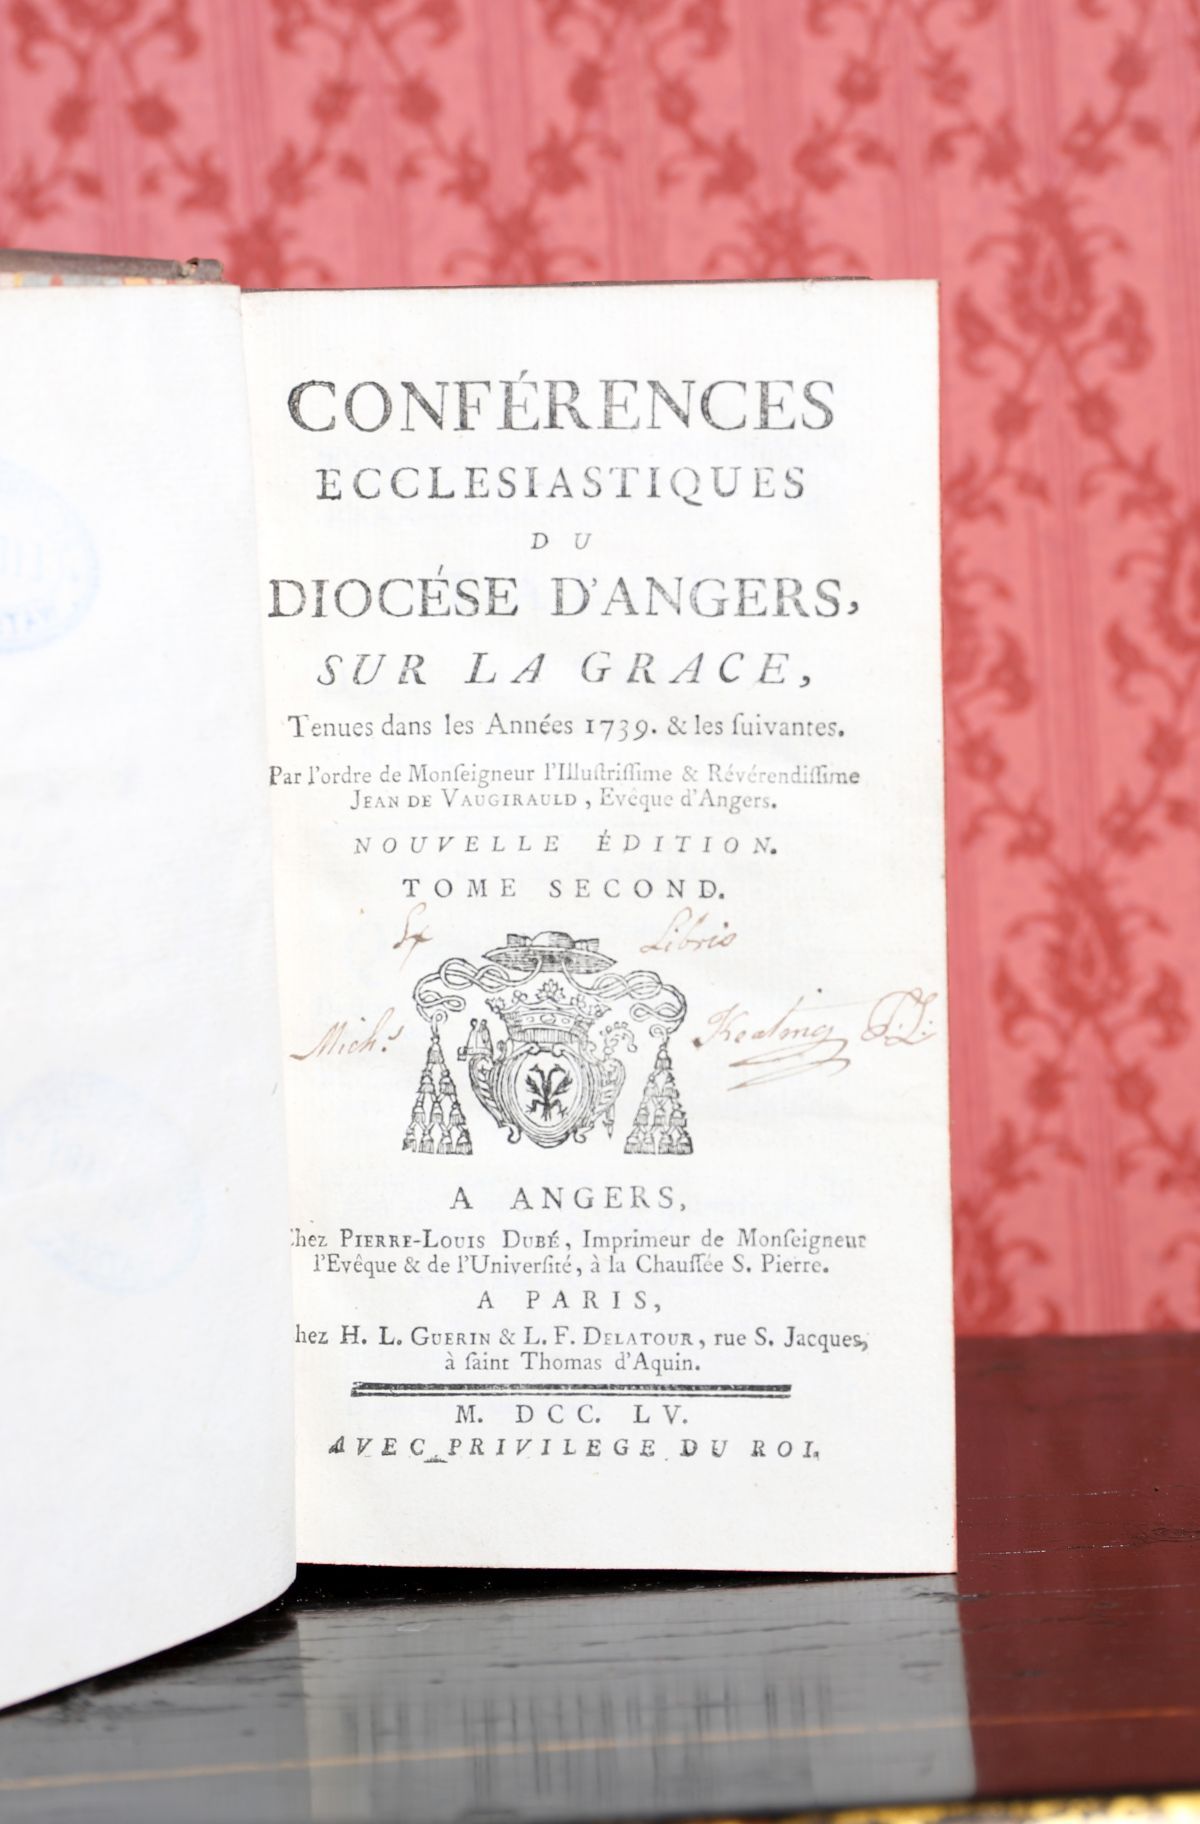 CONFÉRENCES
ECCLESIASTIQUES
DU
DIOCÉSE D'ANGERS,
SUR LA GRACE,
Tenues dans les Années 1739. & les ſuivantes.
Par l'ordre de Monſeigneur l'Illuſtriſſime & Révérendiſſime
JEAN DE VAUGIRAULD, Evêque d'Angers.
NOUVELLE ÉDITION.
TOME SECOND.
Ex Libris
Michs Keating
A ANGERS,
Chez PIERRE-LOUIS DUBÉ, Imprimeur de Monſeigneur
l'Evêque & de l'Univerſité, à la Chauſſée S. Pierre.
A PARIS,
hez H. L. GUERIN & L. F. DELATOUR, rue S. Jacques,
à ſaint Thomas d'Aquin.
M. DCC. LV.
AVEC PRIVILEGE DU ROI.